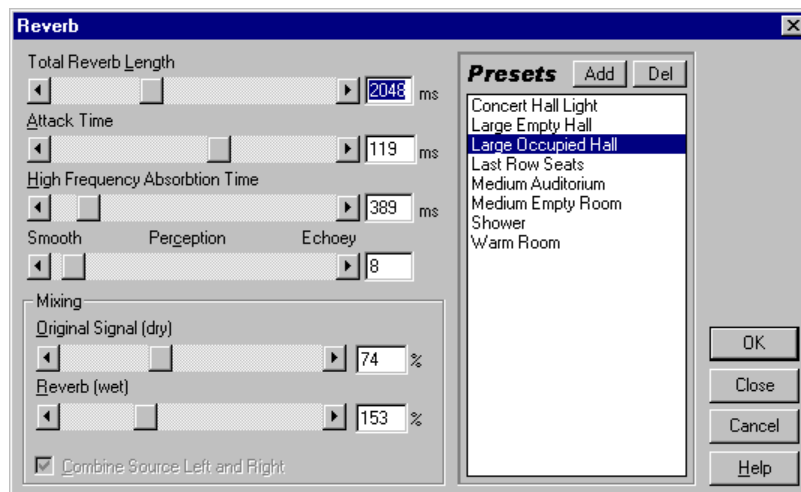 Reverb
Total Reverb Length
2048 ms
Attack Time
119 ms
High Frequency Absorbtion Time
389 ms
Smooth Perception Echoey
8
Mixing
Original Signal (dry)
74 %
Reverb (wet)
153 %
Combine Source Left and Right
Presets Add Del
Concert Hall Light
Large Empty Hall
Large Occupied Hall
Last Row Seats
Medium Auditorium
Medium Empty Room
Shower
Warm Room
OK
Close
Cancel
Help